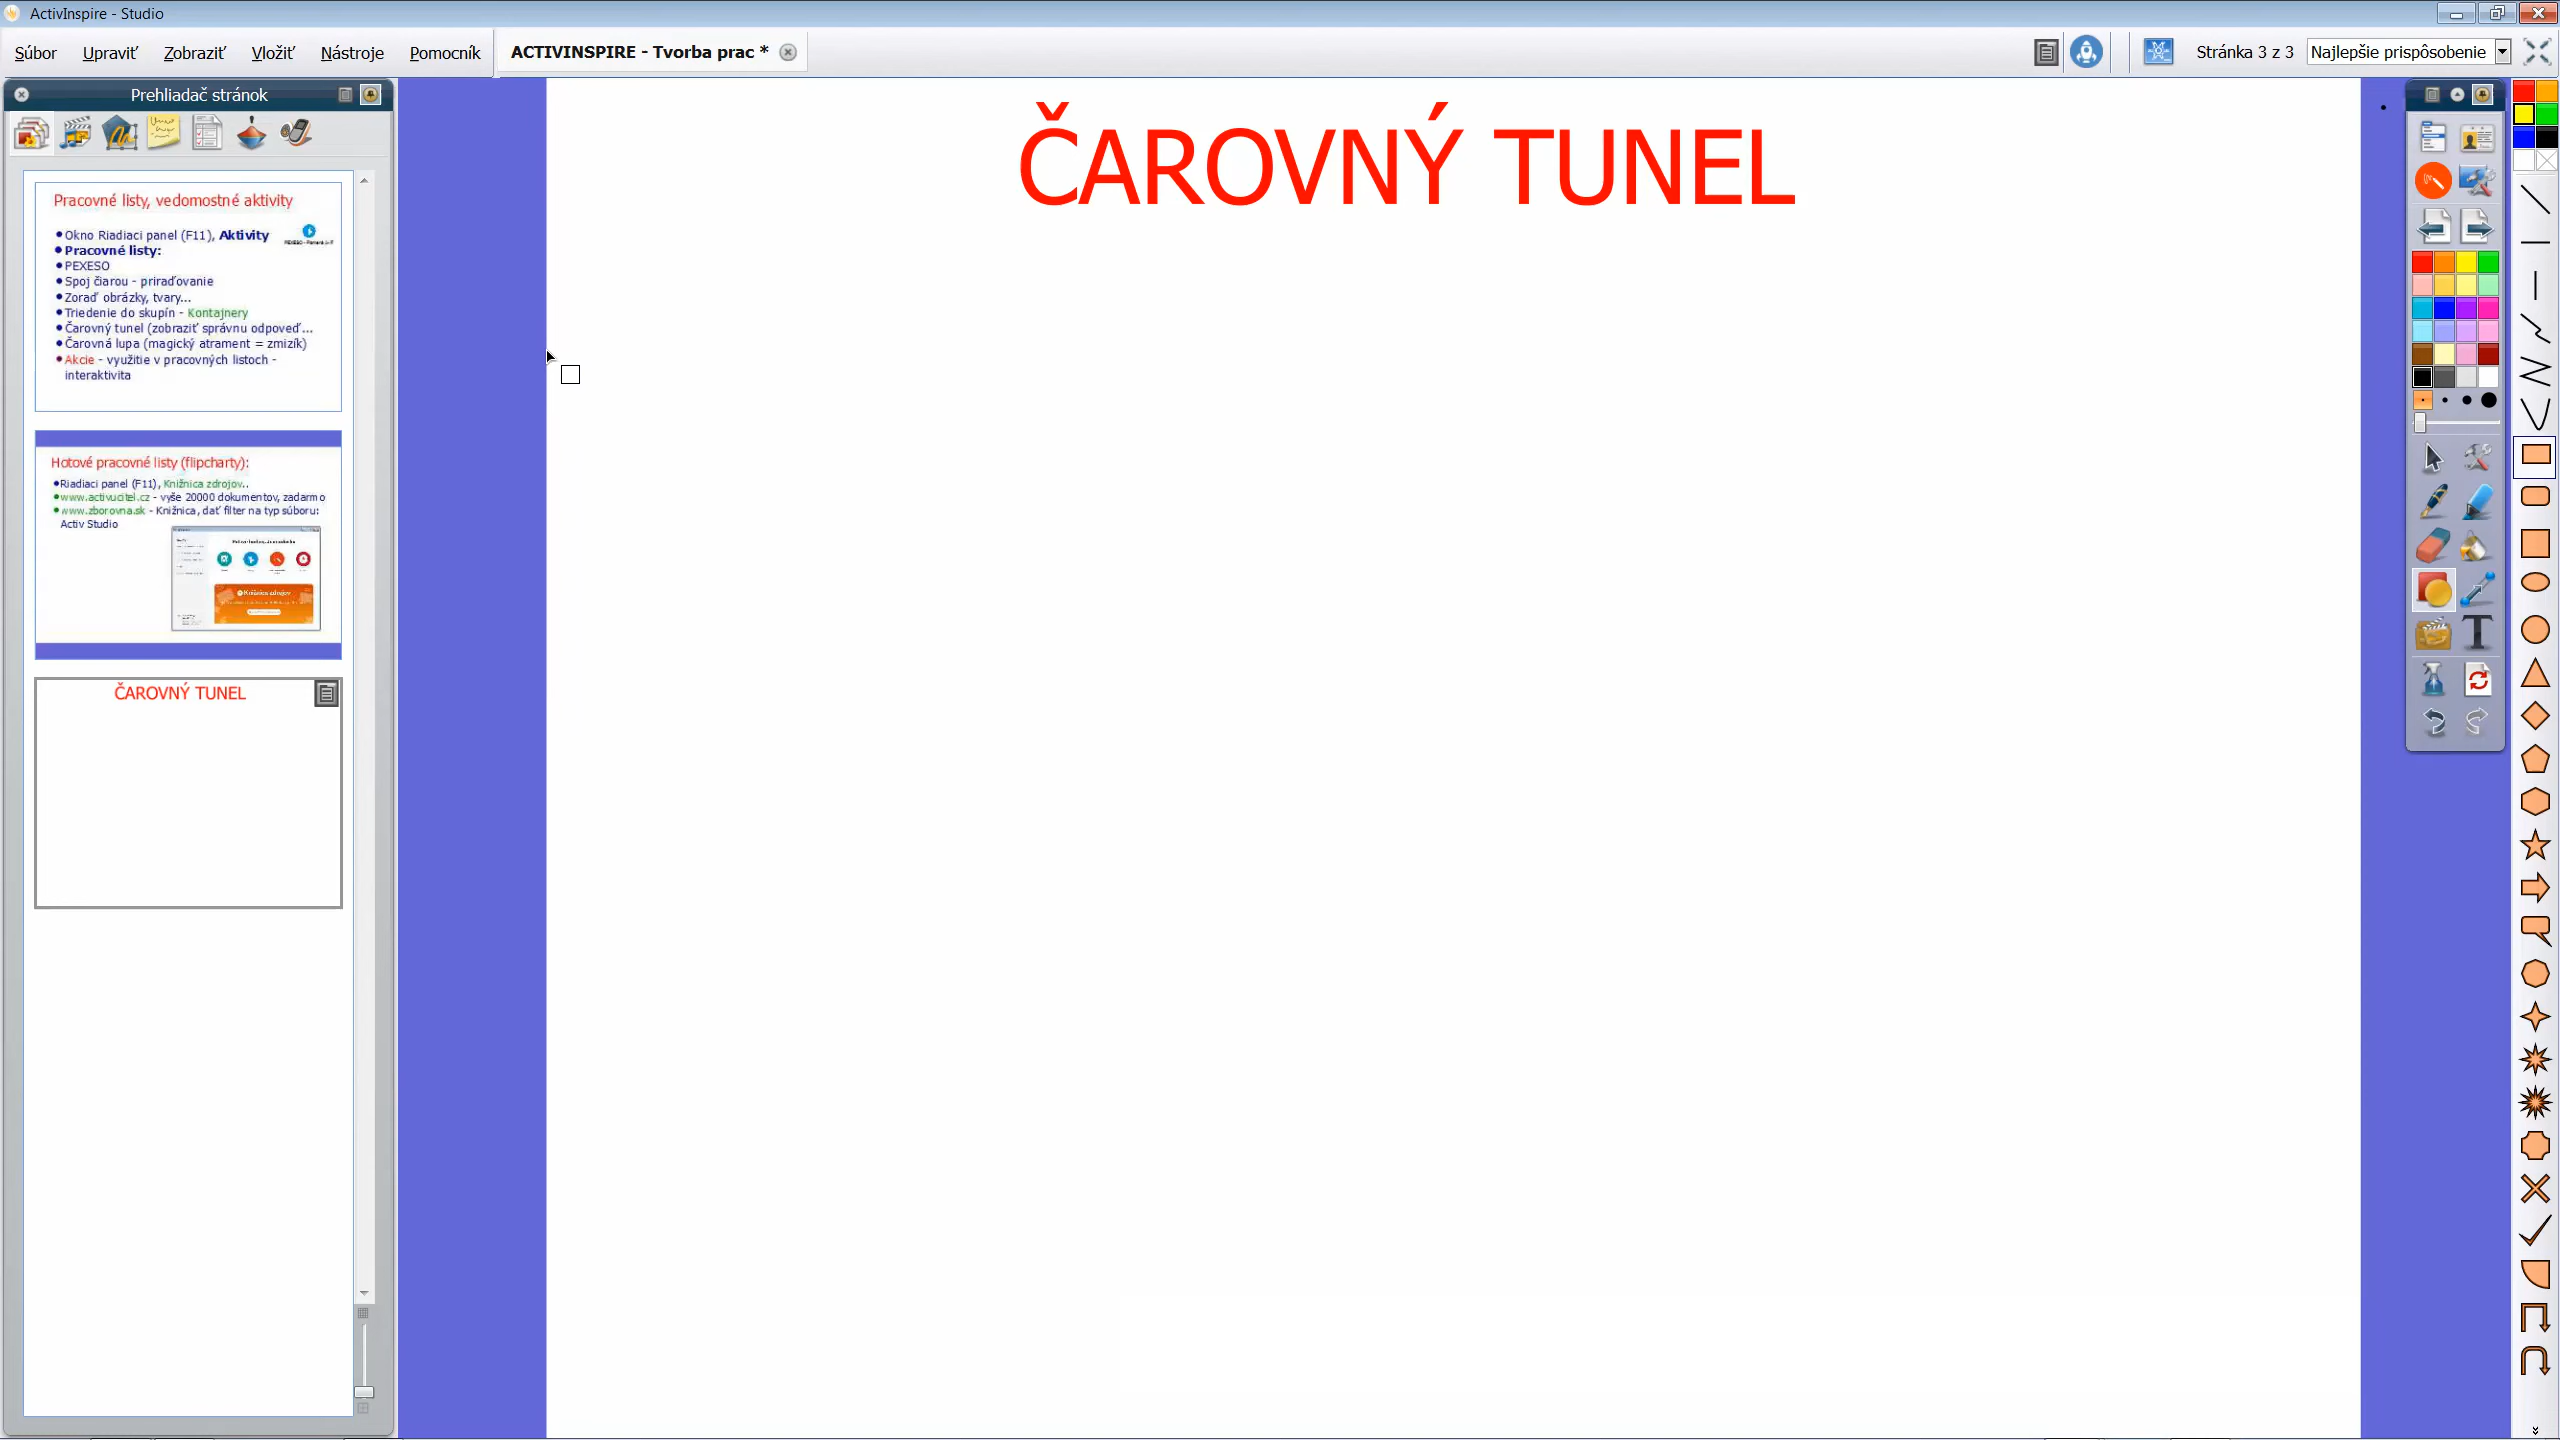 ActivInspire - Studio
Súbor Upraviť Zobraziť Vložiť Nástroje Pomocník
ACTIVINSPIRE - Tvorba prac *
Stránka 3 z 3
Najlepšie prispôsobenie
Prehliadač stránok
Pracovné listy, vedomostné aktivity
Okno Riadiaci panel (F11), Aktivity
Pracovné listy:
PEXESO
Spoj čiarou - priraďovanie
Zoraď obrázky, tvary...
Triedenie do skupín - Kontajnery
Čarovný tunel (zobraziť správnu odpoveď...
Čarovná lupa (magický atrament = zmizík)
Akcie - využitie v pracovných listoch -
interaktivita
Hotové pracovné listy (flipcharty):
Riadiaci panel (F11), Knižnica zdrojov..
www.activucitel.cz - vyše 20000 dokumentov, zadarmo
www.zborovna.sk - Knižnica, dať filter na typ súboru:
Activ Studio
Knižnica zdrojov
ČAROVNÝ TUNEL
ČAROVNÝ TUNEL